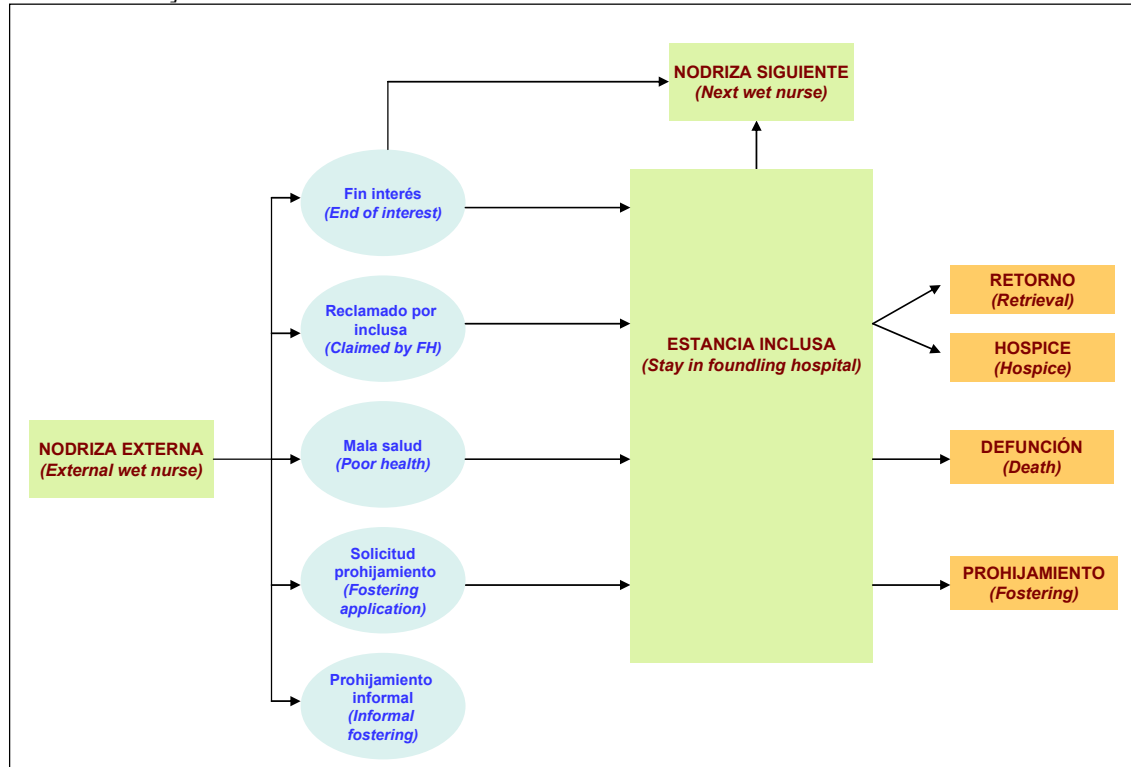 NODRIZA SIGUIENTE
(Next wet nurse)
Fin interés
(End of interest)
Reclamado por
inclusa
(Claimed by FH)
RETORNO
(Retrieval)
ESTANCIA INCLUSA
(Stay in foundling hospital)
HOSPICE
(Hospice)
NODRIZA EXTERNA
(External wet nurse)
Mala salud
(Poor health)
DEFUNCIÓN
(Death)
Solicitud
prohijamiento
(Fostering
application)
PROHIJAMIENTO
(Fostering)
Prohijamiento
informal
(Informal
fostering)